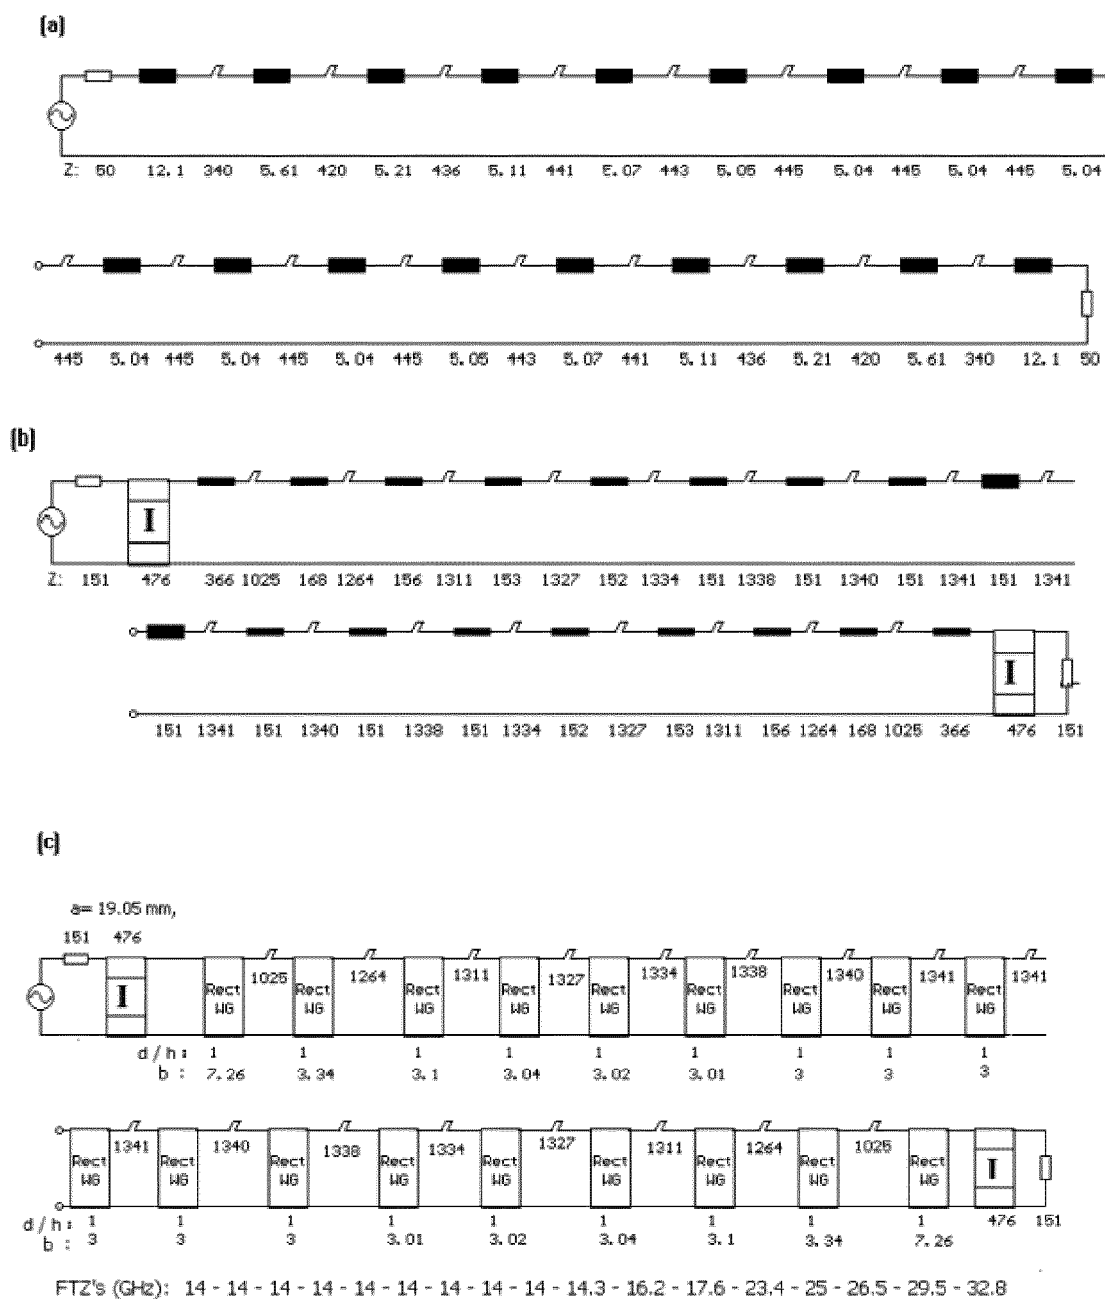 (a)
Z: 50 12.1 340 5.61 420 5.21 436 5.11 441 5.07 443 5.05 445 5.04 445 5.04 445 5.04
445 5.04 445 5.04 445 5.04 445 5.05 443 5.07 441 5.11 436 5.21 420 5.61 340 12.1 50
(b)
I
Z: 151 476 366 1025 168 1264 156 1311 153 1327 152 1334 151 1338 151 1340 151 1341 151 1341
I
151 1341 151 1340 151 1338 151 1334 152 1327 153 1311 156 1264 168 1025 366 476 151
(c)
a= 19.05 mm,
151 476
1025 1264 1311 1327 1334 1338 1340 1341 1341
I Rect Rect Rect Rect Rect Rect Rect Rect Rect
WG WG WG WG WG WG WG WG WG
d / h : 1 1 1 1 1 1 1 1 1
b : 7.26 3.34 3.1 3.04 3.02 3.01 3 3 3
1341 1340 1338 1334 1327 1311 1264 1025
Rect Rect Rect Rect Rect Rect Rect Rect Rect I
WG WG WG WG WG WG WG WG WG
d / h : 1 1 1 1 1 1 1 1 1 476 151
b : 3 3 3 3.01 3.02 3.04 3.1 3.34 7.26
FTZ's (GHz): 14 - 14 - 14 - 14 - 14 - 14 - 14 - 14 - 14 - 14.3 - 16.2 - 17.6 - 23.4 - 25 - 26.5 - 29.5 - 32.8